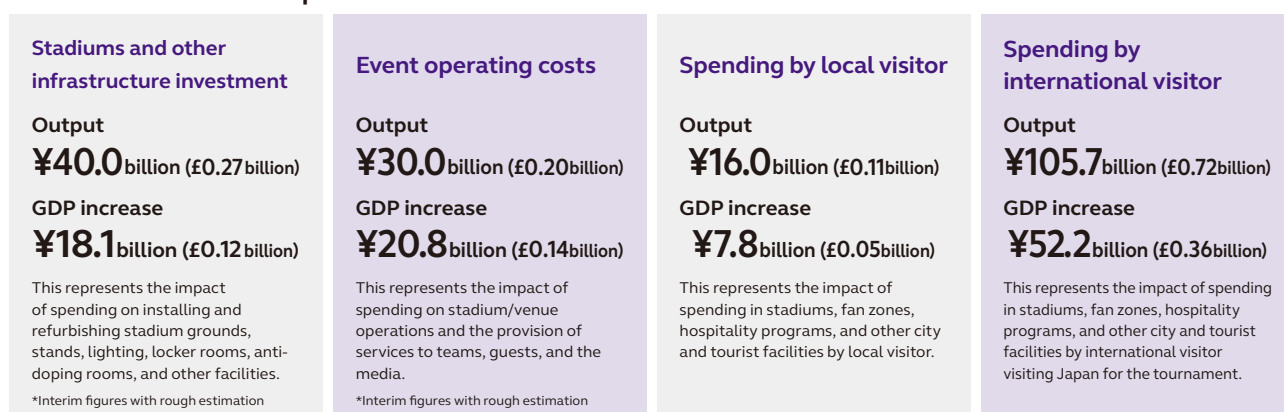 Stadiums and other
infrastructure investment
Output
¥40.0billion (£0.27billion)
GDP increase
¥18.1billion (£0.12 billion)
This represents the impact
of spending on installing and
refurbishing stadium grounds,
stands, lighting, locker rooms, anti-
doping rooms, and other facilities.
*Interim figures with rough estimation
Event operating costs
Output
¥30.0billion (£0.20billion)
GDP increase
¥20.8billion (£0.14billion)
This represents the impact of
spending on stadium/venue
operations and the provision of
services to teams, guests, and the
media.
*Interim figures with rough estimation
Spending by local visitor
Output
¥16.0billion (£0.11billion)
GDP increase
¥7.8billion (£0.05billion)
This represents the impact of
spending in stadiums, fan zones,
hospitality programs, and other city
and tourist facilities by local visitor.
Spending by
international visitor
Output
¥105.7billion (£0.72billion)
GDP increase
¥52.2billion (£0.36billion)
This represents the impact of spending
in stadiums, fan zones, hospitality
programs, and other city and tourist
facilities by international visitor
visiting Japan for the tournament.